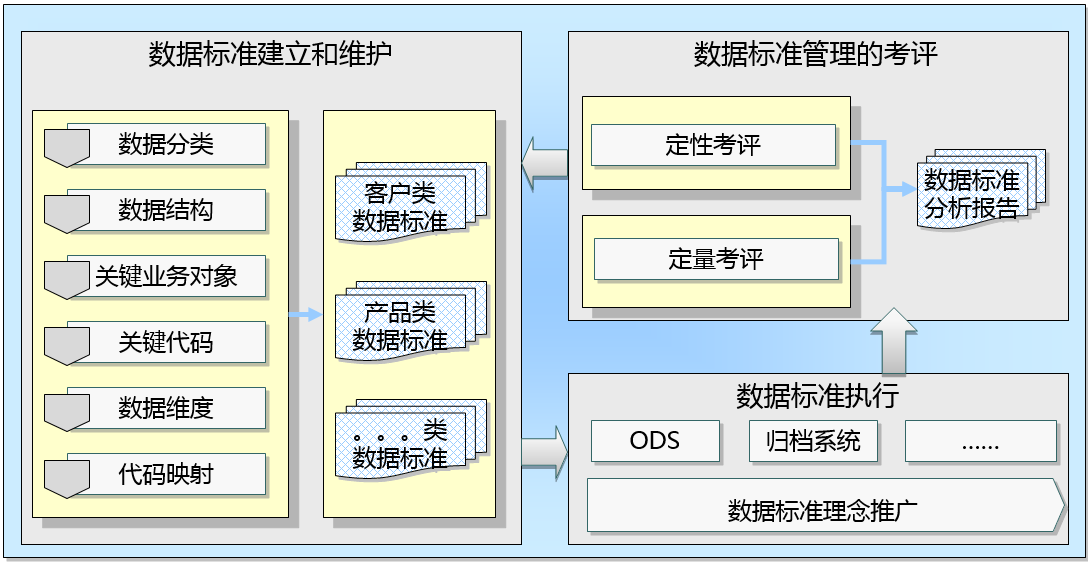 数据标准建立和维护
数据分类
数据结构
关键业务对象
关键代码
数据维度
代码映射
客户类
数据标准
产品类
数据标准
。。。类
数据标准
数据标准管理的考评
定性考评
定量考评
数据标准
分析报告
数据标准执行
ODS
归档系统
......
数据标准理念推广